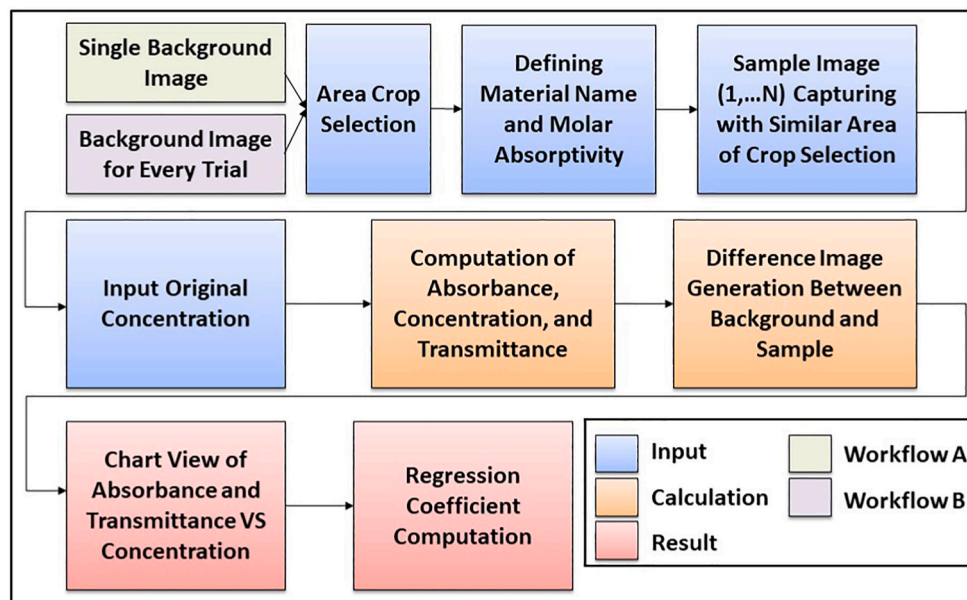 Single Background
Image
Background Image
for Every Trial
Area Crop
Selection
Defining
Material Name
and Molar
Absorptivity
Sample Image
(1,...N) Capturing
with Similar Area
of Crop Selection
Input Original
Concentration
Computation of
Absorbance,
Concentration, and
Transmittance
Difference Image
Generation Between
Background and
Sample
Chart View of
Absorbance and
Transmittance VS
Concentration
Regression
Coefficient
Computation
Input
Calculation
Result
Workflow A
Workflow B